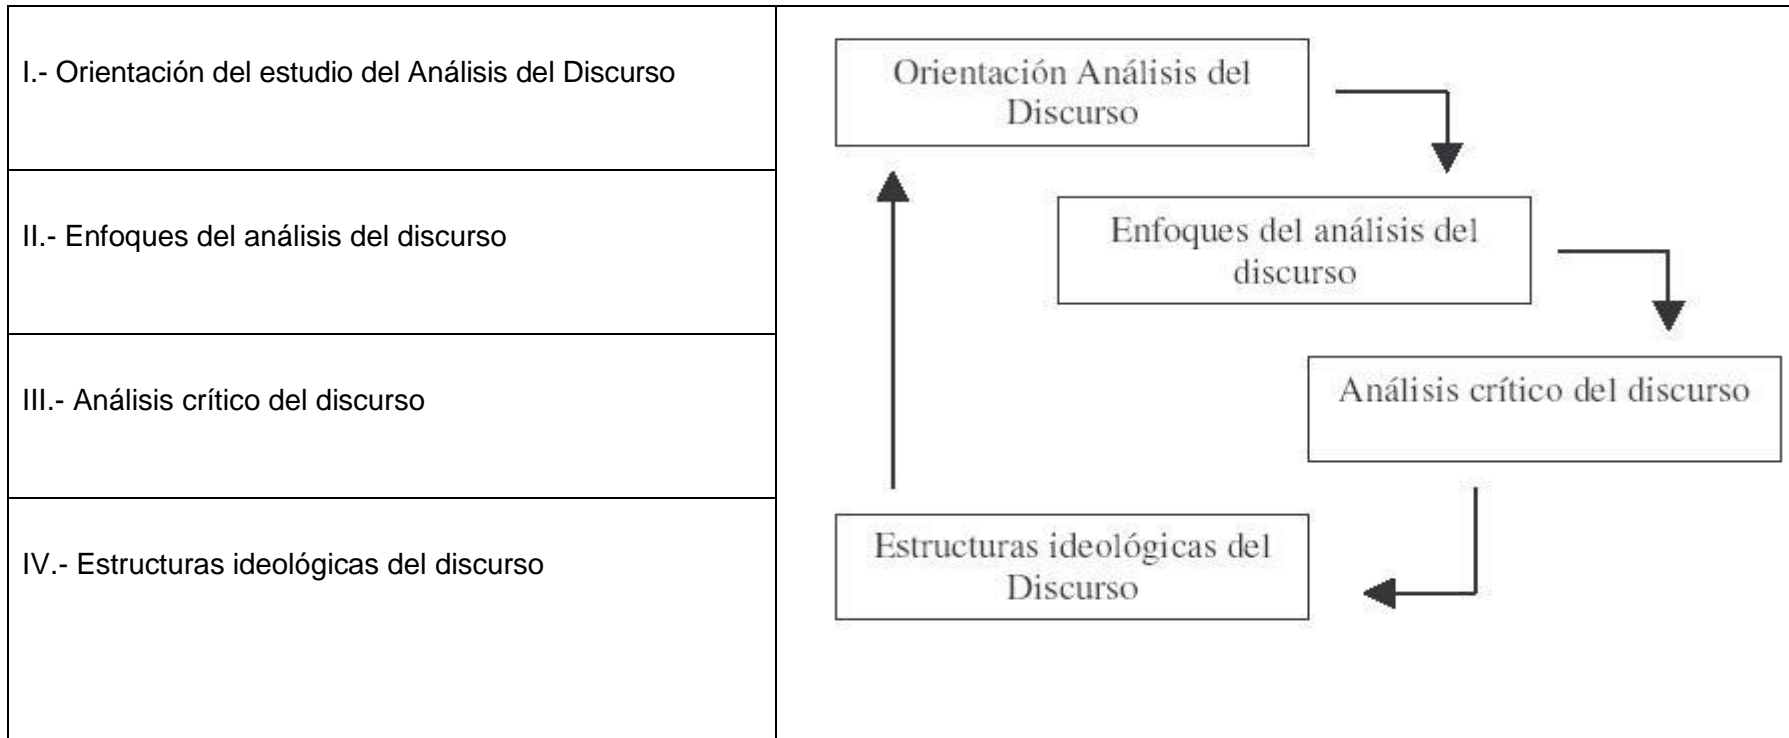 I.- Orientación del estudio del Análisis del Discurso
II.- Enfoques del análisis del discurso
III.- Análisis crítico del discurso
IV.- Estructuras ideológicas del discurso
Orientación Análisis del
Discurso
Enfoques del análisis del
discurso
Análisis crítico del discurso
Estructuras ideológicas del
Discurso